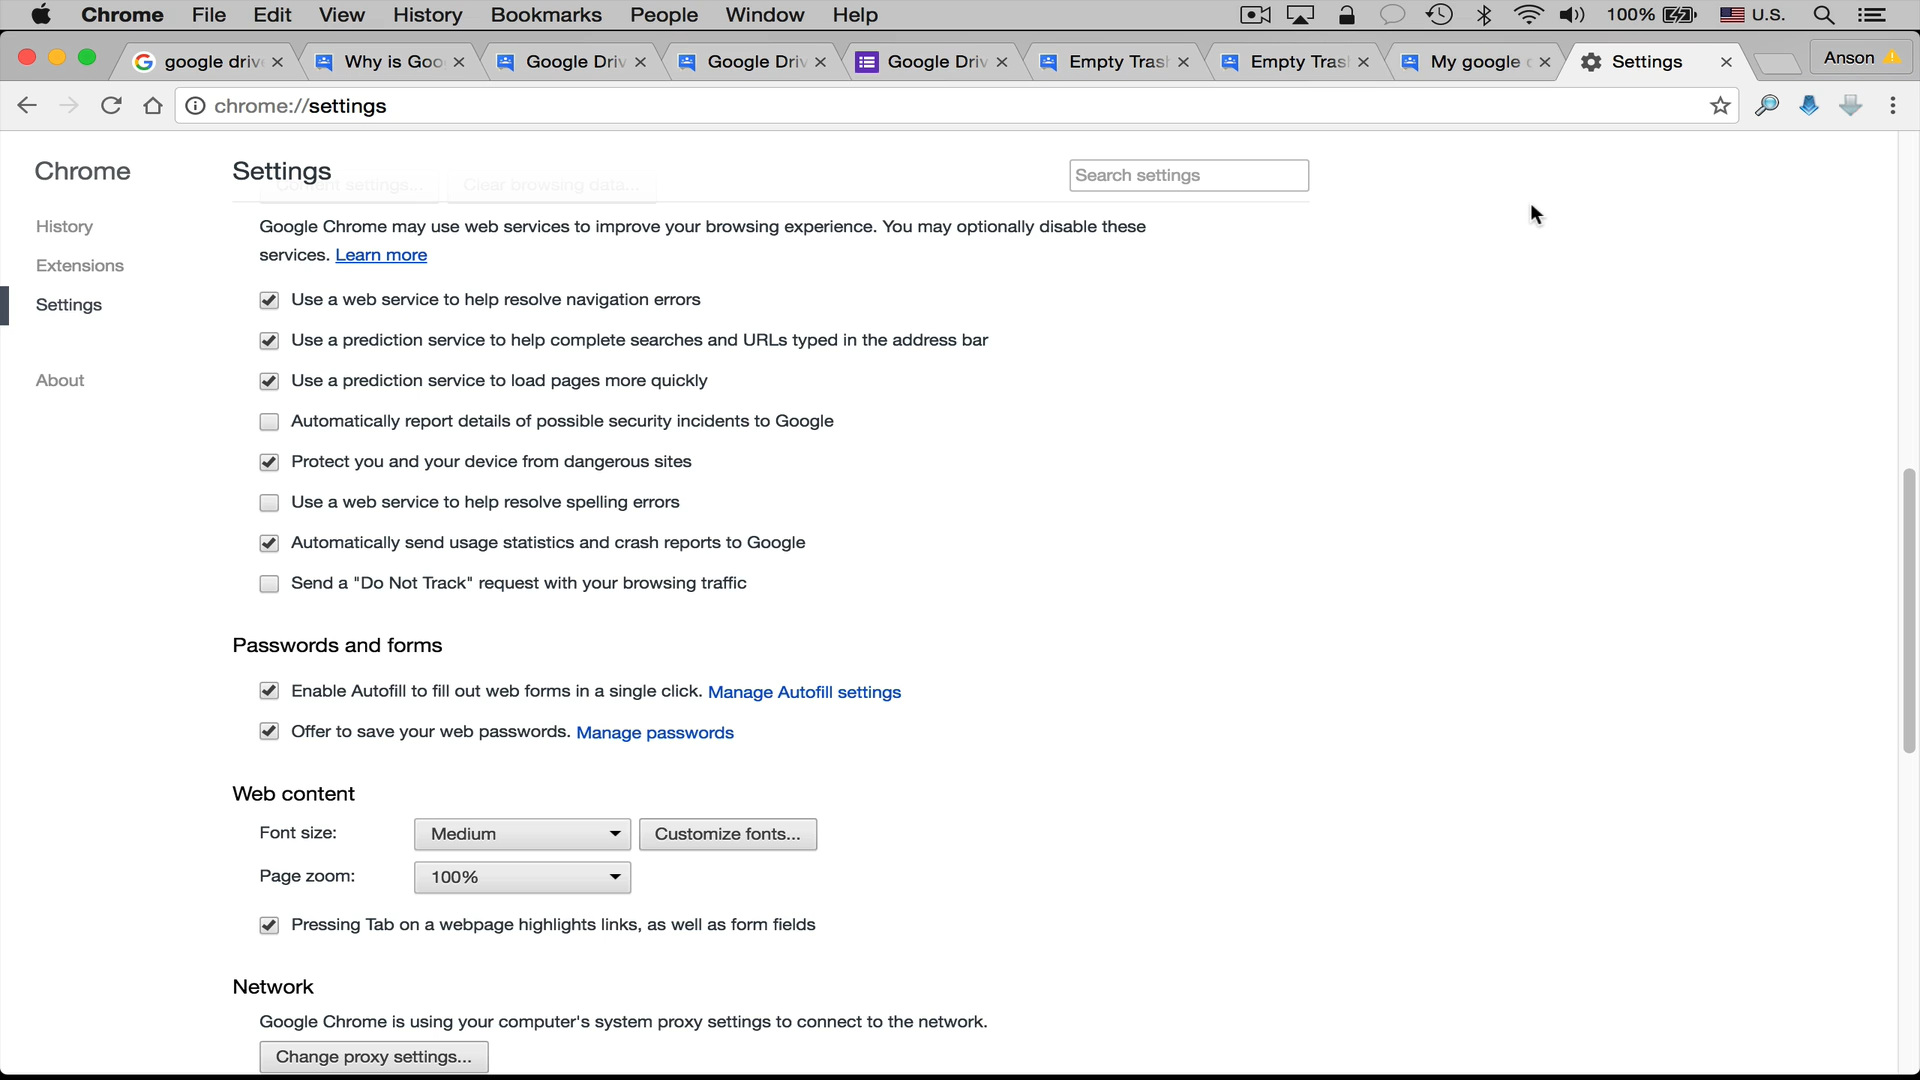 Chrome File Edit View History Bookmarks People Window Help 100% U.S.
google driv Why is Goo Google Driv Google Driv Google Driv Empty Tras Empty Tras My google Settings Anson
chrome://settings
Chrome
Settings
Search settings
Content settings... Clear browsing data...
History
Extensions
Settings
About
Google Chrome may use web services to improve your browsing experience. You may optionally disable these
services. Learn more
Use a web service to help resolve navigation errors
Use a prediction service to help complete searches and URLs typed in the address bar
Use a prediction service to load pages more quickly
Automatically report details of possible security incidents to Google
Protect you and your device from dangerous sites
Use a web service to help resolve spelling errors
Automatically send usage statistics and crash reports to Google
Send a "Do Not Track" request with your browsing traffic
Passwords and forms
Enable Autofill to fill out web forms in a single click. Manage Autofill settings
Offer to save your web passwords. Manage passwords
Web content
Font size: Medium Customize fonts...
Page zoom: 100%
Pressing Tab on a webpage highlights links, as well as form fields
Network
Google Chrome is using your computer's system proxy settings to connect to the network.
Change proxy settings...